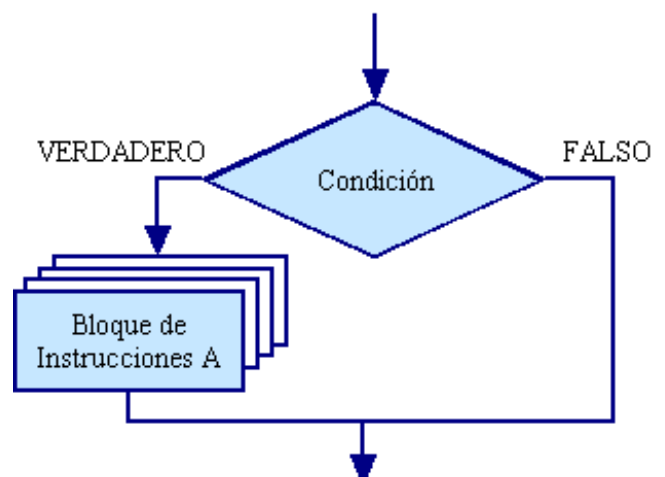 VERDADERO
FALSO
Condición
Bloque de
Instrucciones A